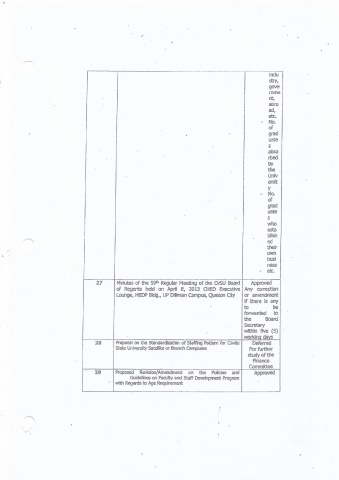 indu
stry,
gove
rnme
nt,
abro
ad,
etc.
- No.
of
grad
uate
s
abso
rbed
by
the
univ
ersit
y
- No.
of
grad
uate
s
who
esta
blish
ed
their
own
busi
ness
- etc.
27 Minutes of the 59th Regular Meeting of the CvSU Board Approved
of Regents held on April 8, 2013 CHED Executive Any correction
Lounge, HEDP Bldg., UP Diliman Campus, Quezon City or amendment
if there is any
to be
forwarded to
the Board
Secretary
within five (5)
working days
28 Proposal on the Standardization of Staffing Pattern for Cavite Deferred
State University Satellite or Branch Campuses For further
study of the
Finance
Committee
29 Proposed Revision/Amendment on the Policies and Approved
Guidelines on Faculty and Staff Development Program
with Regards to Age Requirement